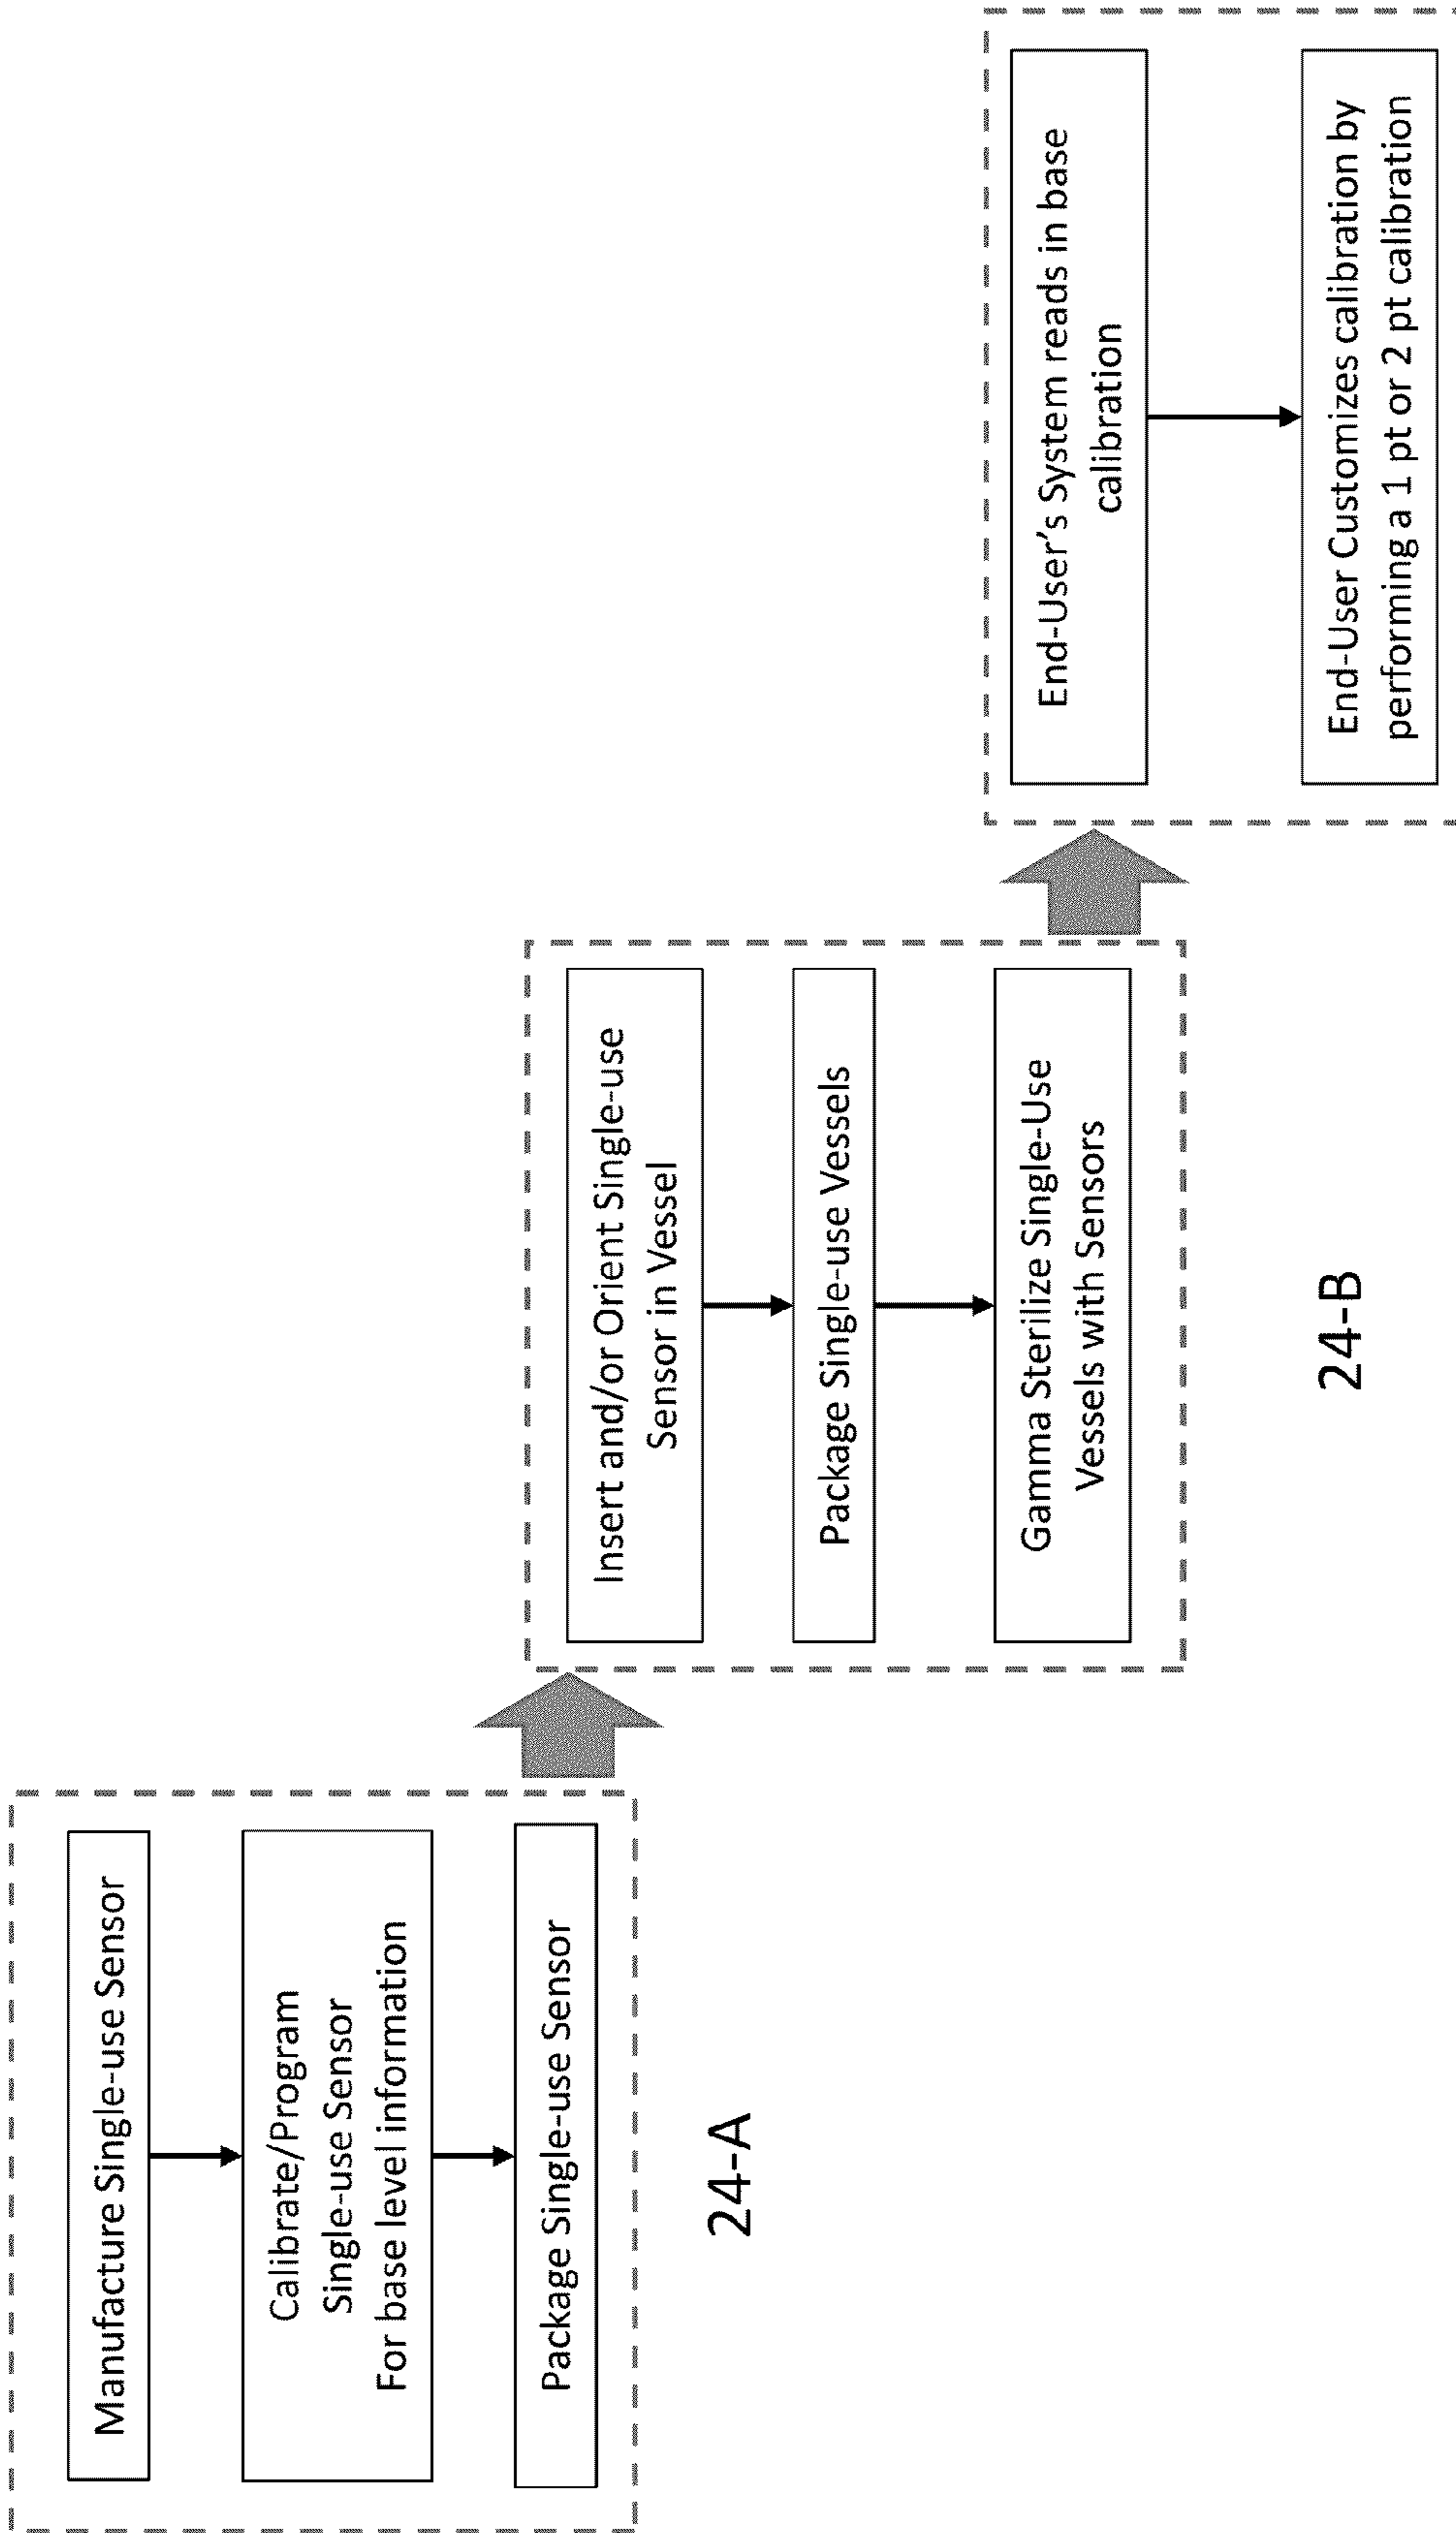 Manufacture Single-use Sensor
Calibrate/Program
Single-use Sensor
For base level information
Package Single-use Sensor
24-A
Insert and/or Orient Single-use
Sensor in Vessel
Package Single-use Vessels
Gamma Sterilize Single-Use
Vessels with Sensors
24-B
End-User's System reads in base
calibration
End-User Customizes calibration by
performing a 1 pt or 2 pt calibration